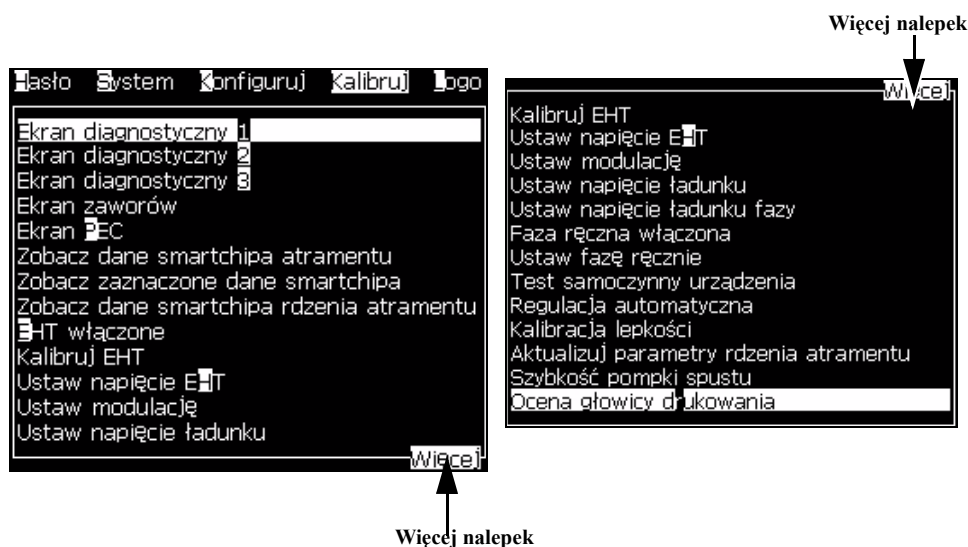 Więcej nalepek
Hasło System Konfiguruj Kalibruj Logo
Ekran diagnostyczny 1
Ekran diagnostyczny 2
Ekran diagnostyczny 3
Ekran zaworów
Ekran PEC
Zobacz dane smartchipa atramentu
Zobacz zaznaczone dane smartchipa
Zobacz dane smartchipa rdzenia atramentu
EHT włączone
Kalibruj EHT
Ustaw napięcie EHT
Ustaw modulację
Ustaw napięcie ładunku
Więcej
Więcej nalepek
Więcej
Kalibruj EHT
Ustaw napięcie EHT
Ustaw modulację
Ustaw napięcie ładunku
Ustaw napięcie ładunku fazy
Faza ręczna włączona
Ustaw fazę ręcznie
Test samoczynny urządzenia
Regulacja automatyczna
Kalibracja lepkości
Aktualizuj parametry rdzenia atramentu
Szybkość pompki spustu
Ocena głowicy drukowania